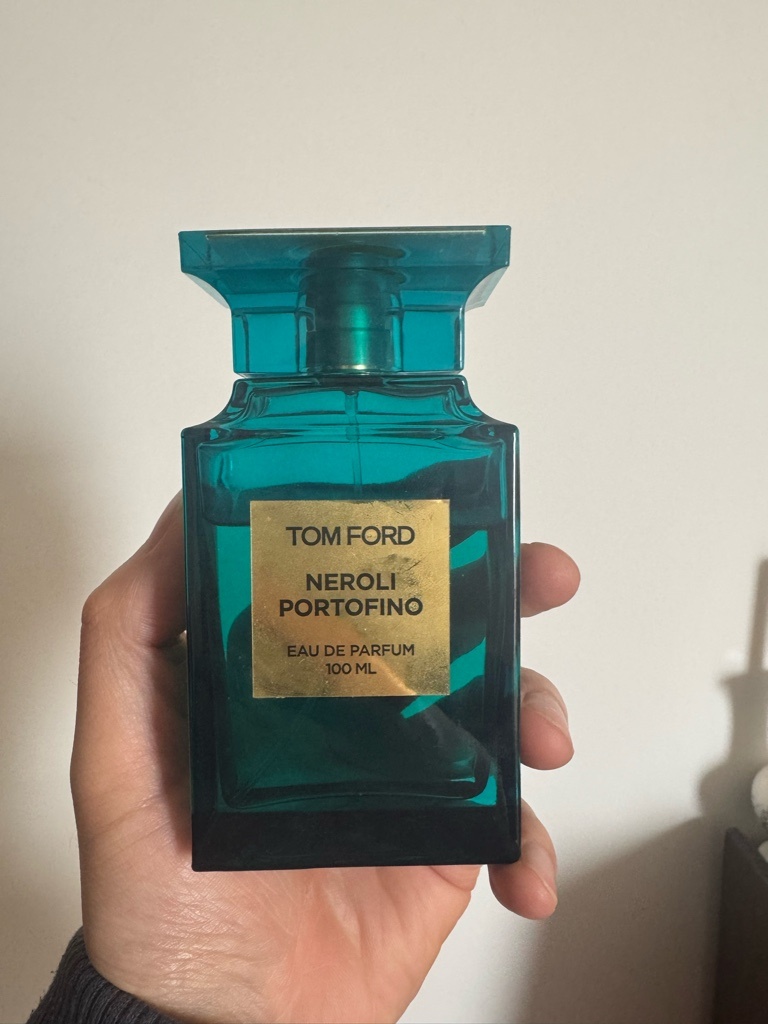 TOM FORD
NEROLI
PORTOFINO
EAU DE PARFUM
100 ML